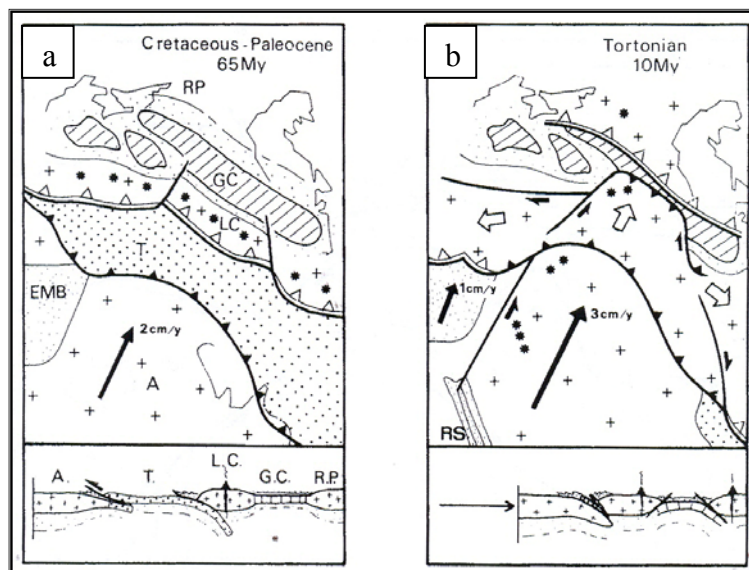 a
Cretaceous - Paleocene
65My
RP
GC
LC
T
EMB
2cm/y
A
A. T. L.C. G.C. R.P.
b
Tortonian
10My
1cm/y
3cm/y
RS